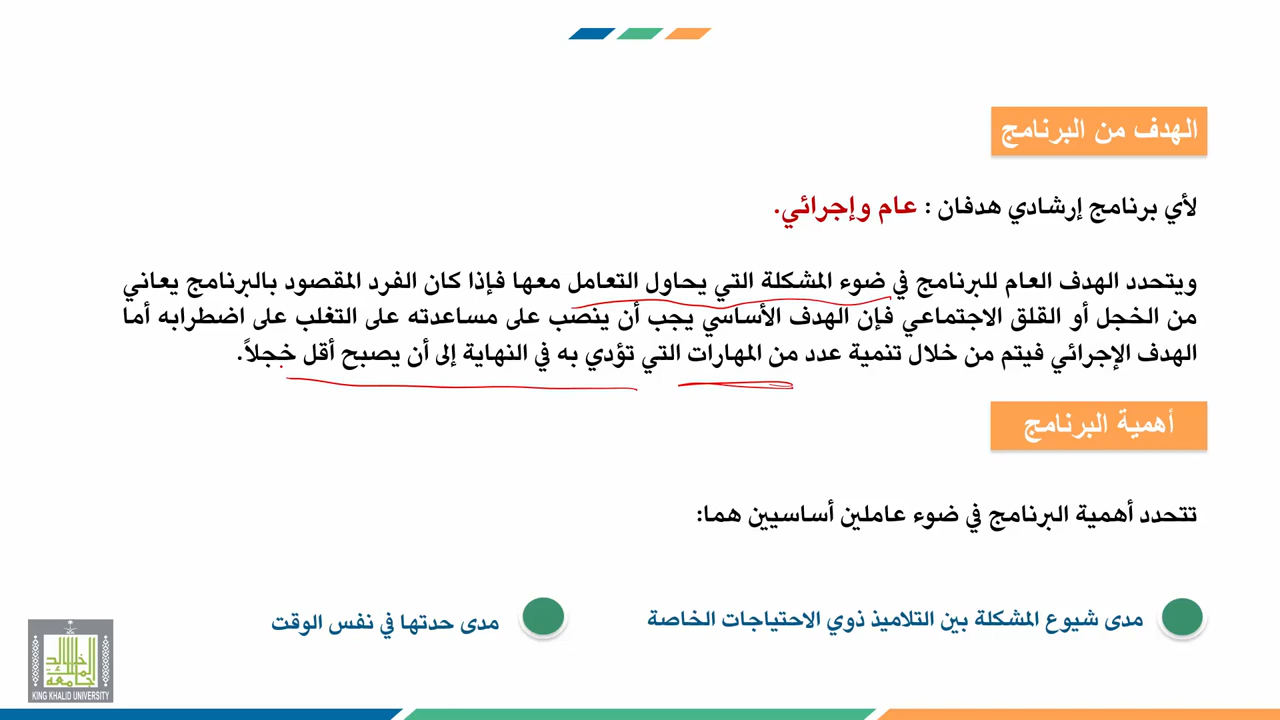 الهدف من البرنامج
لأي برنامج إرشادي هدفان : عام وإجرائي.
ويتحدد الهدف العام للبرنامج في ضوء المشكلة التي يحاول التعامل معها فإذا كان الفرد المقصود بالبرنامج يعاني
من الخجل أو القلق الاجتماعي فإن الهدف الأساسي يجب أن ينصب على مساعدته على التغلب على اضطرابه أما
الهدف الإجرائي فيتم من خلال تنمية عدد من المهارات التي تؤدي به في النهاية إلى أن يصبح أقل خجلاً.
أهمية البرنامج
تتحدد أهمية البرنامج في ضوء عاملين أساسيين هما:
مدى شيوع المشكلة بين التلاميذ ذوي الاحتياجات الخاصة
مدى حدتها في نفس الوقت
جامعة الملك خالد
KING KHALID UNIVERSITY